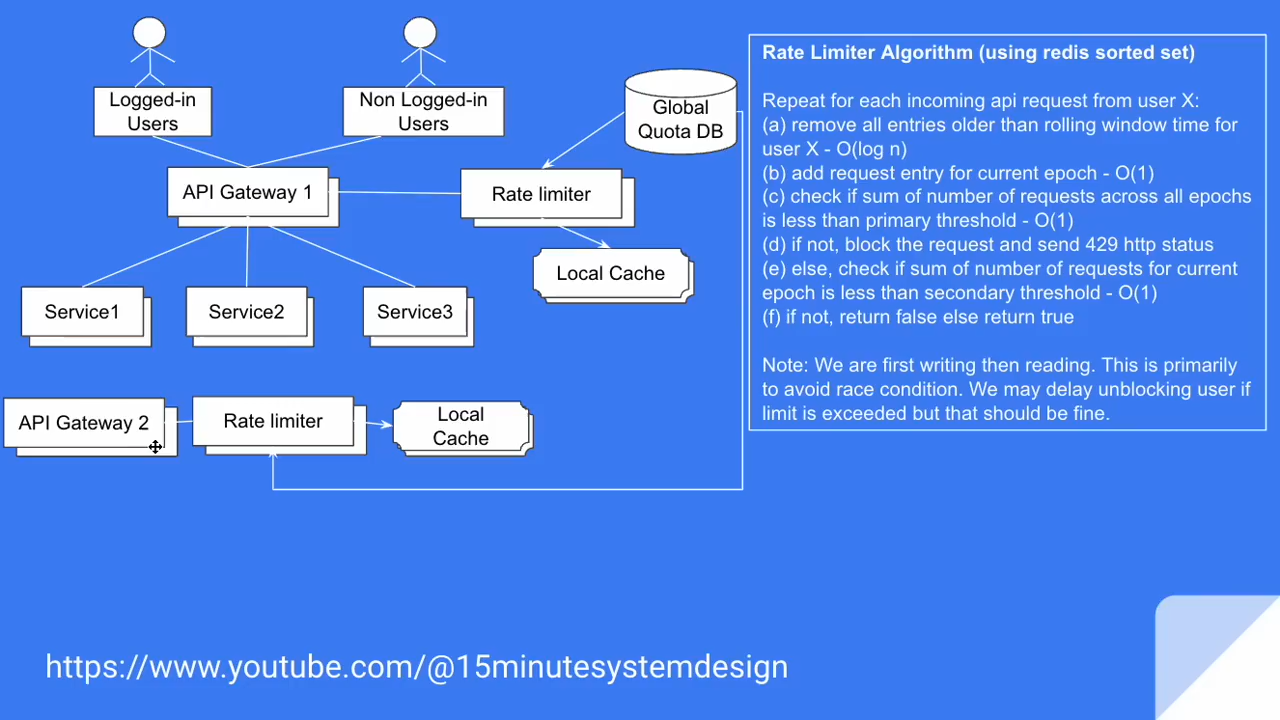 Logged-in
Users
Non Logged-in
Users
Global
Quota DB
API Gateway 1
Rate limiter
Local Cache
Service1
Service2
Service3
API Gateway 2
Rate limiter
Local
Cache
Rate Limiter Algorithm (using redis sorted set)
Repeat for each incoming api request from user X:
(a) remove all entries older than rolling window time for
user X - O(log n)
(b) add request entry for current epoch - O(1)
(c) check if sum of number of requests across all epochs
is less than primary threshold - O(1)
(d) if not, block the request and send 429 http status
(e) else, check if sum of number of requests for current
epoch is less than secondary threshold - O(1)
(f) if not, return false else return true
Note: We are first writing then reading. This is primarily
to avoid race condition. We may delay unblocking user if
limit is exceeded but that should be fine.
https://www.youtube.com/@15minutesystemdesign